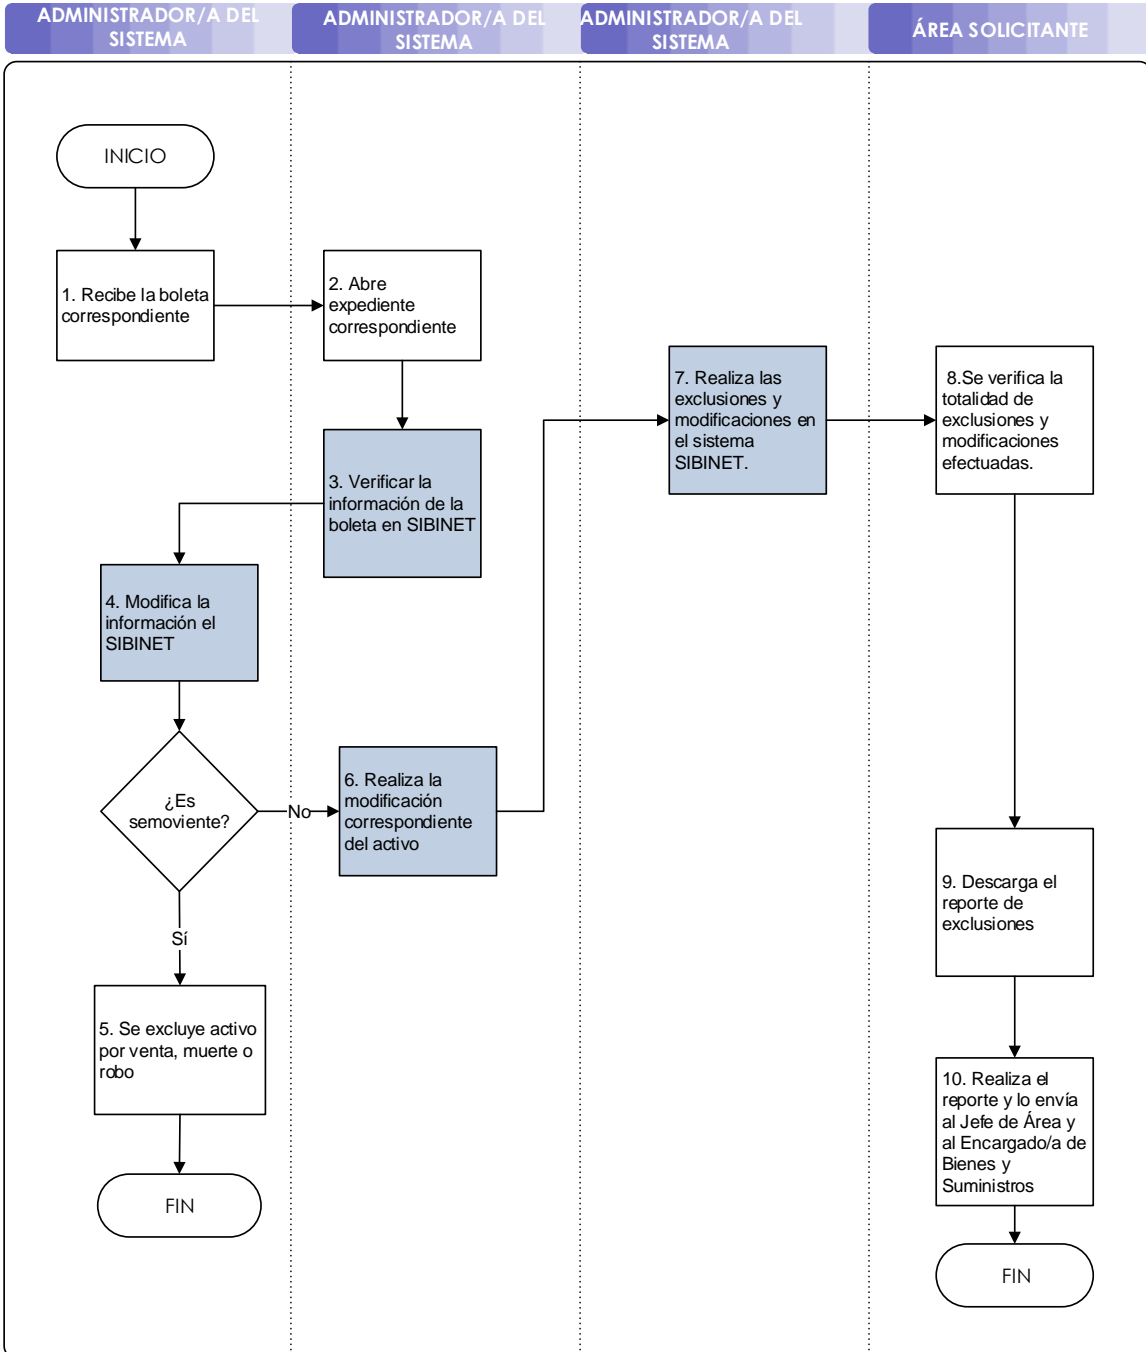 ADMINISTRADOR/A DEL
SISTEMA
ADMINISTRADOR/A DEL
SISTEMA
ADMINISTRADOR/A DEL
SISTEMA
ÁREA SOLICITANTE
INICIO
1. Recibe la boleta
correspondiente
2. Abre
expediente
correspondiente
3. Verificar la
información de la
boleta en SIBINET
4. Modifica la
información el
SIBINET
¿Es
semoviente?
No
Sí
5. Se excluye activo
por venta, muerte o
robo
FIN
6. Realiza la
modificación
correspondiente
del activo
7. Realiza las
exclusiones y
modificaciones en
el sistema
SIBINET.
8.Se verifica la
totalidad de
exclusiones y
modificaciones
efectuadas.
9. Descarga el
reporte de
exclusiones
10. Realiza el
reporte y lo envía
al Jefe de Área y
al Encargado/a de
Bienes y
Suministros
FIN